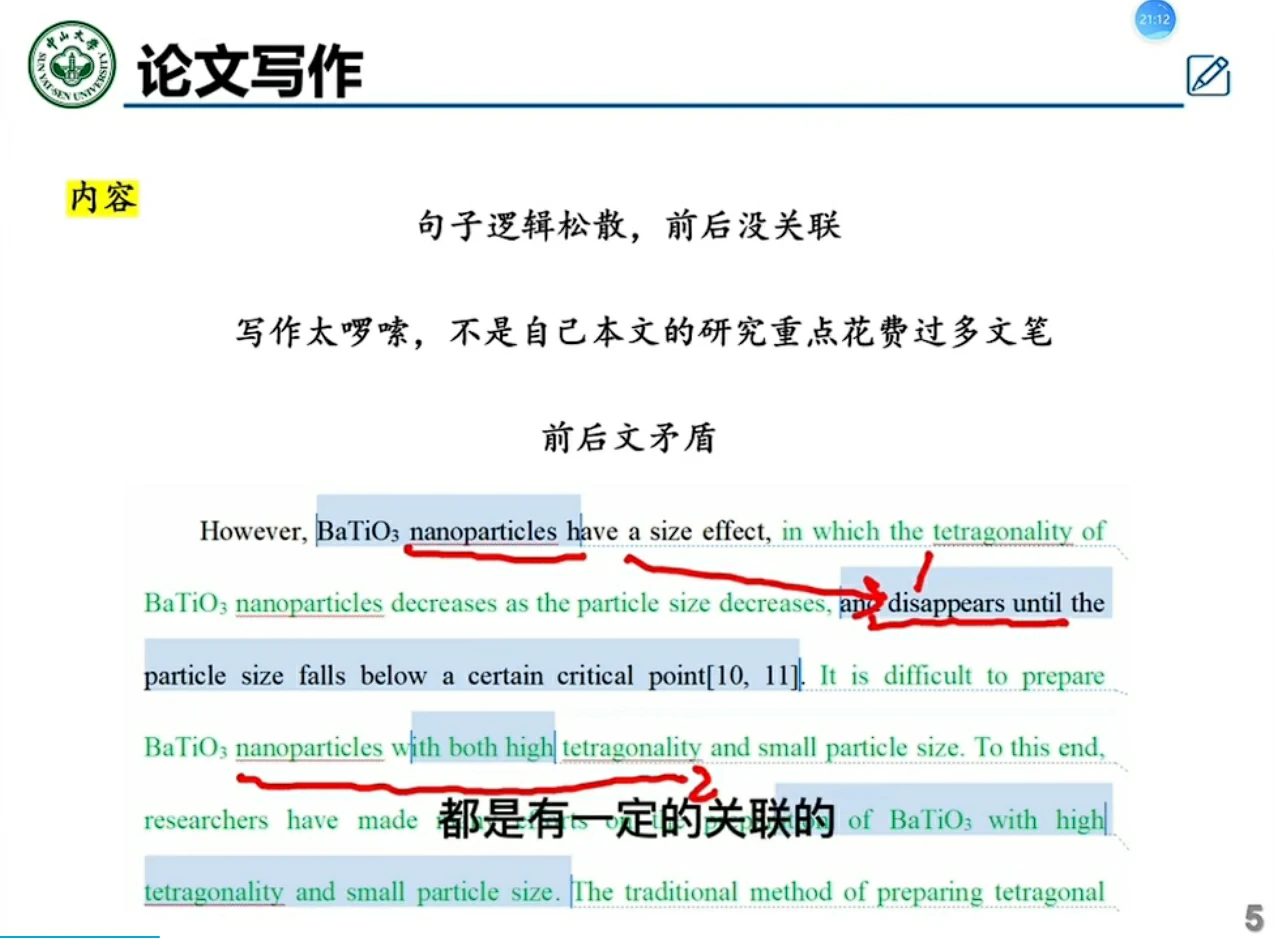 21:12
中山大学
SUN YAT-SEN UNIVERSITY
论文写作
内容
句子逻辑松散，前后没关联
写作太啰嗦，不是自己本文的研究重点花费过多文笔
前后文矛盾
However, BaTiO₃ nanoparticles have a size effect, in which the tetragonality of
1
BaTiO₃ nanoparticles decreases as the particle size decreases, and disappears until the
particle size falls below a certain critical point[10, 11]. It is difficult to prepare
BaTiO₃ nanoparticles with both high tetragonality and small particle size. To this end,
2
researchers have made of BaTiO₃ with high
都是有一定的关联的
tetragonality and small particle size. The traditional method of preparing tetragonal
5